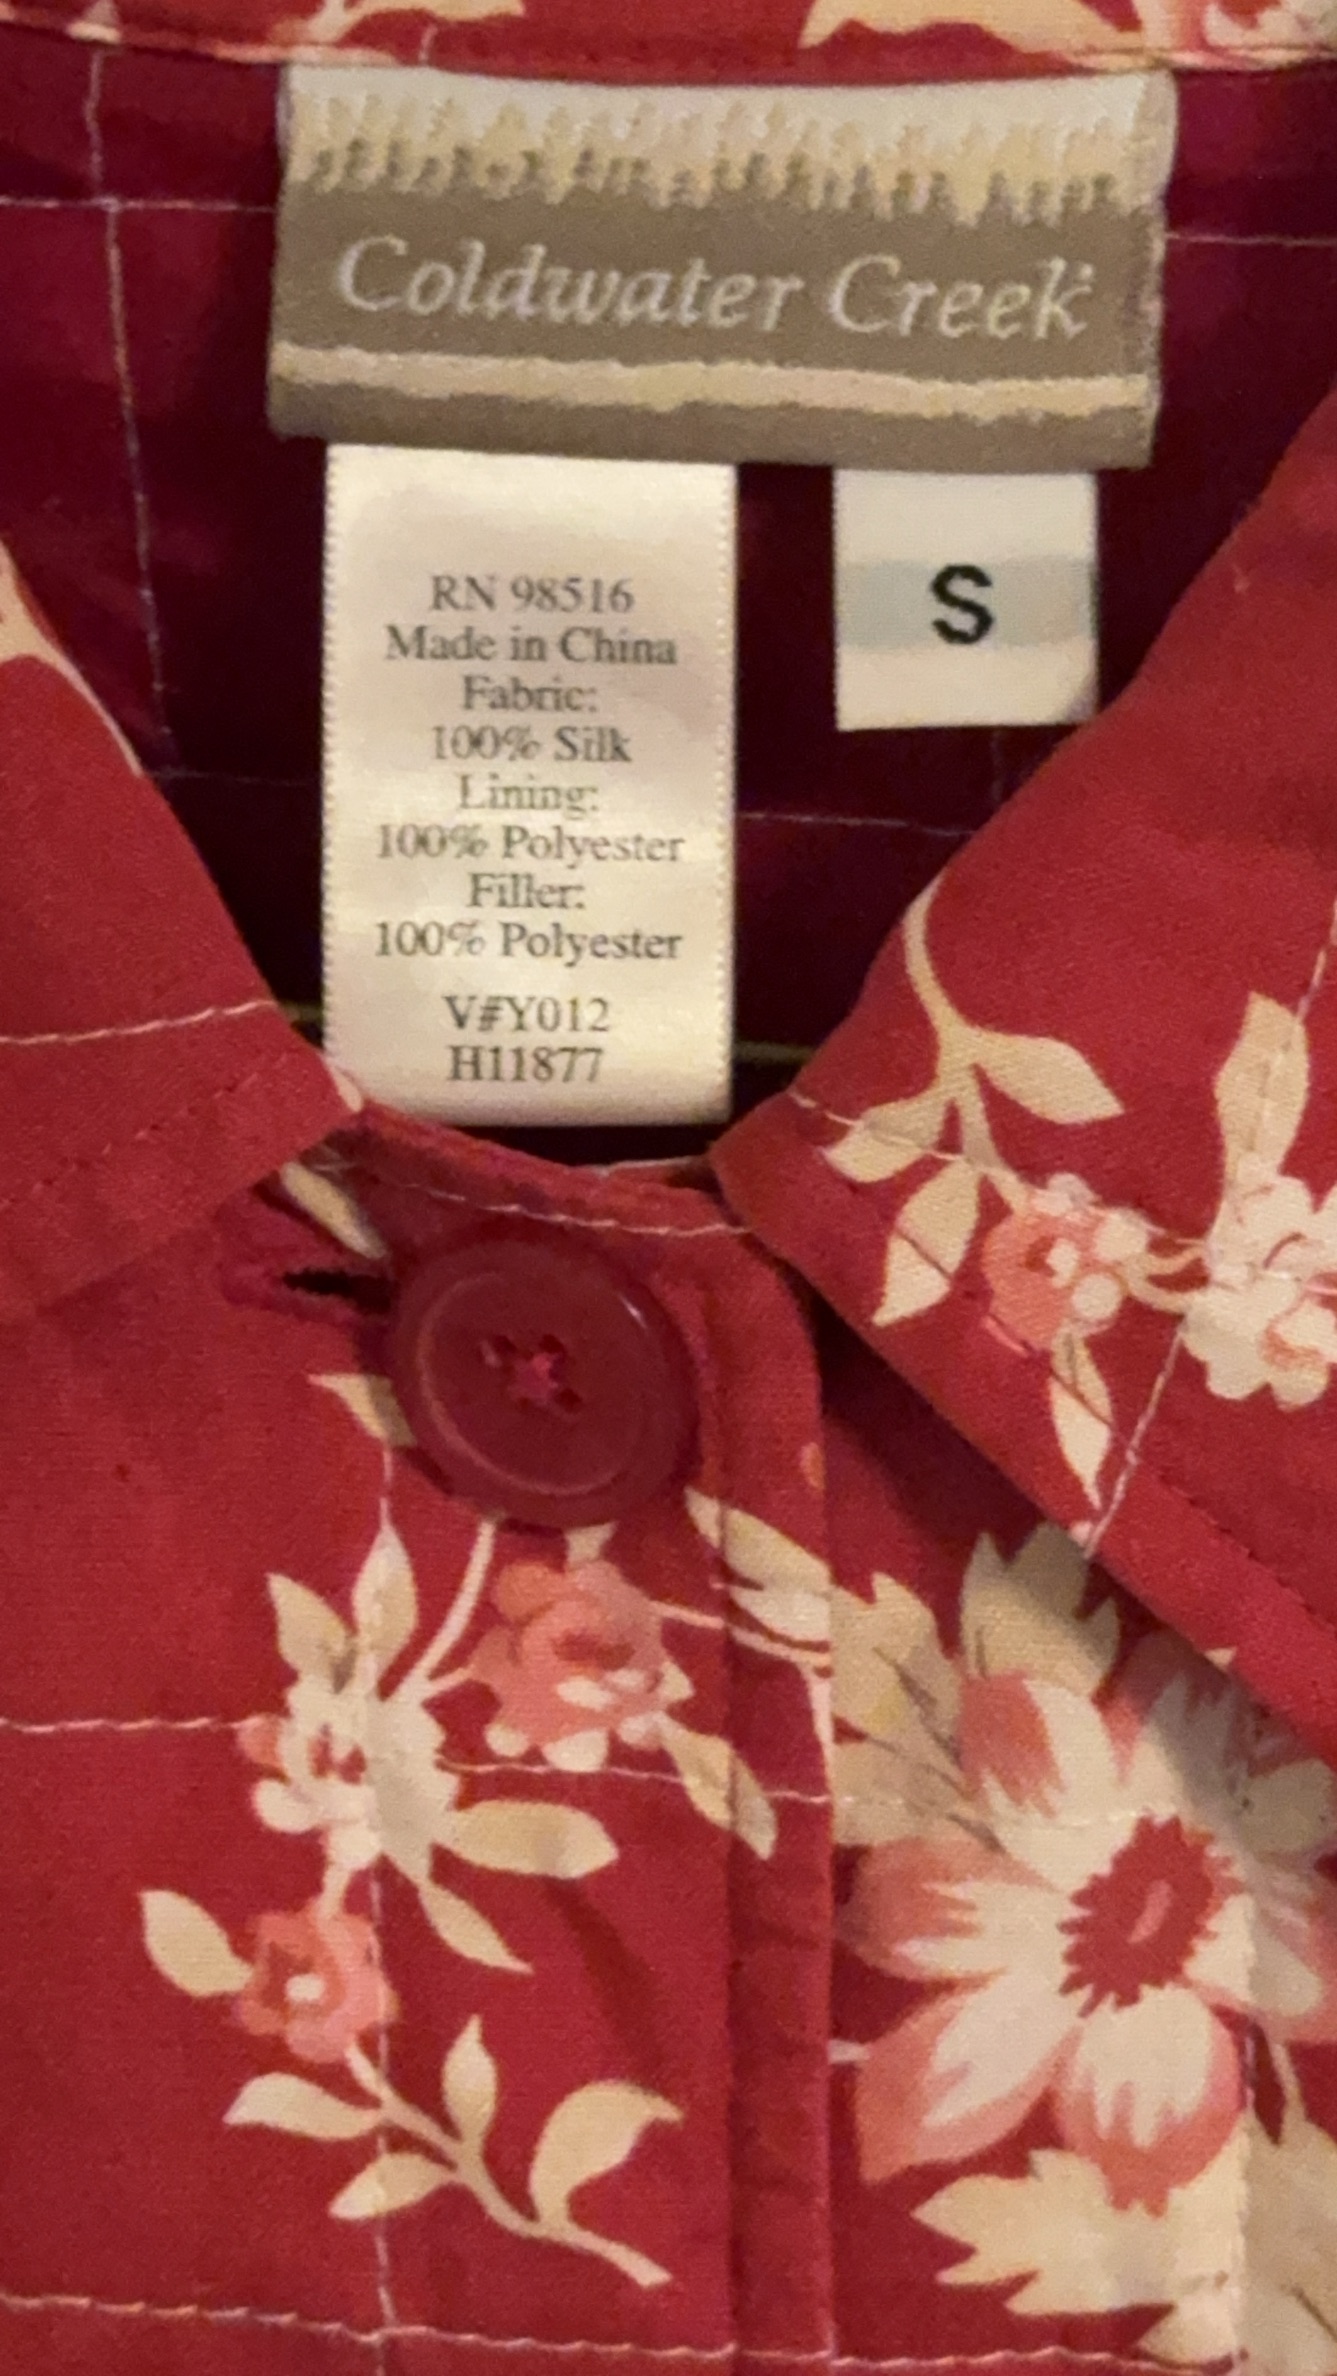 Coldwater Creek
S
RN 98516
Made in China
Fabric:
100% Silk
Lining:
100% Polyester
Filler:
100% Polyester
V#Y012
H11877